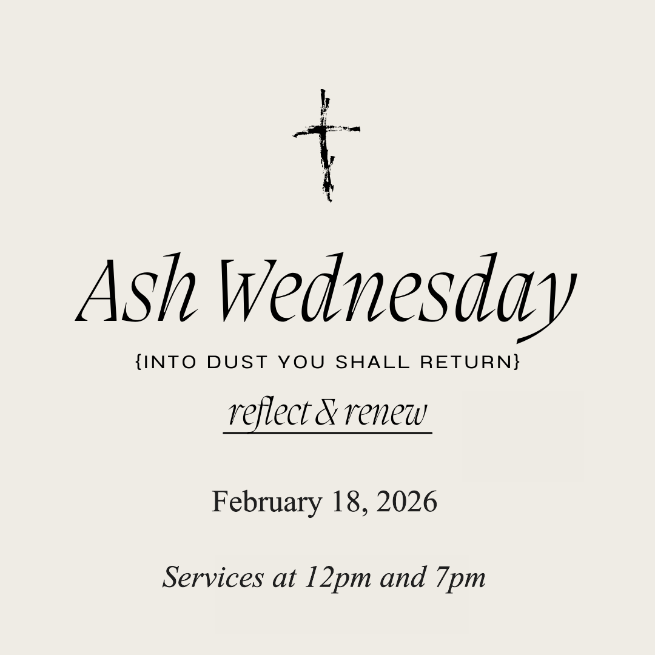 Ash Wednesday
{INTO DUST YOU SHALL RETURN}
reflect & renew
February 18, 2026
Services at 12pm and 7pm